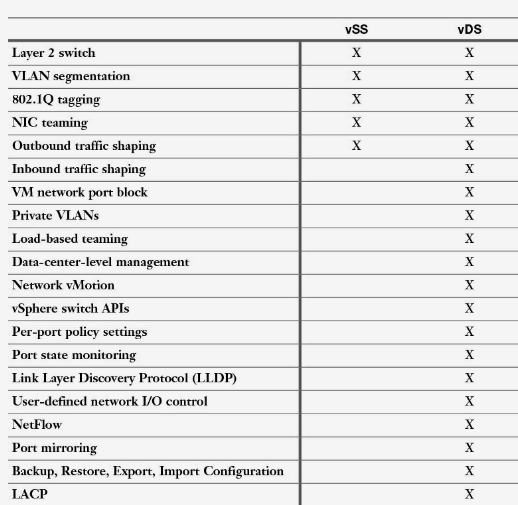 vSS vDS
Layer 2 switch X X
VLAN segmentation X X
802.1Q tagging X X
NIC teaming X X
Outbound traffic shaping X X
Inbound traffic shaping X
VM network port block X
Private VLANs X
Load-based teaming X
Data-center-level management X
Network vMotion X
vSphere switch APIs X
Per-port policy settings X
Port state monitoring X
Link Layer Discovery Protocol (LLDP) X
User-defined network I/O control X
NetFlow X
Port mirroring X
Backup, Restore, Export, Import Configuration X
LACP X